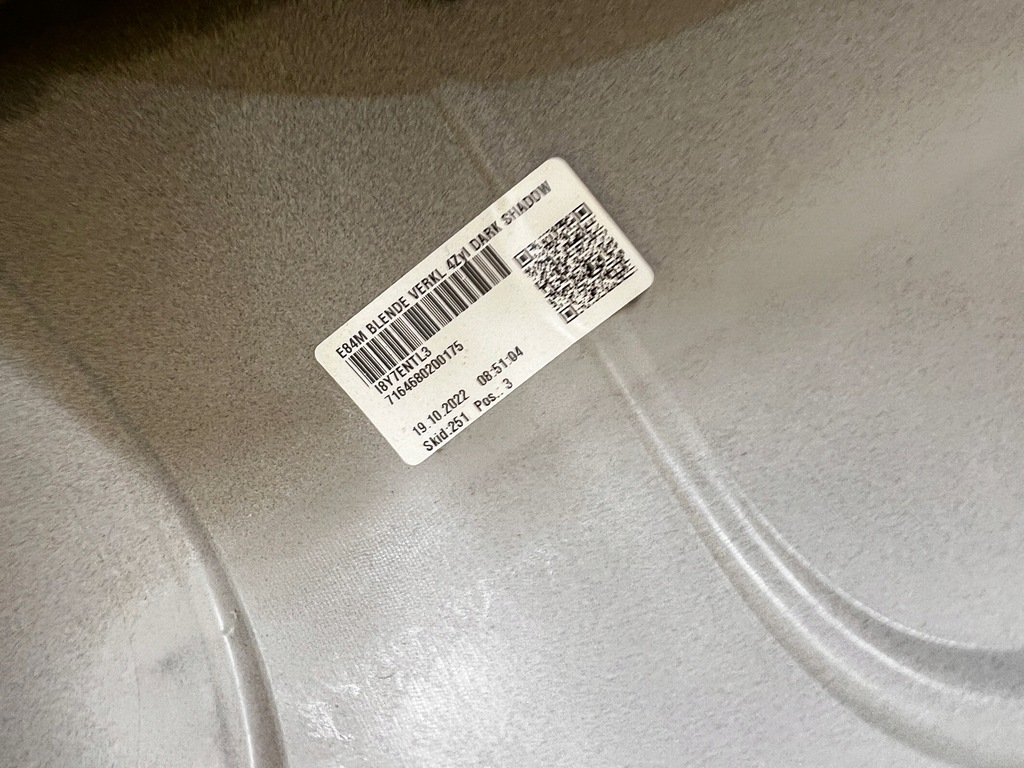 E84M BLENDE VERKL 4Zyl DARK SHADOW
I8Y7ENTL3
7164680200175
19.10.2022 08:51:04
Skid:251 Pos.: 3